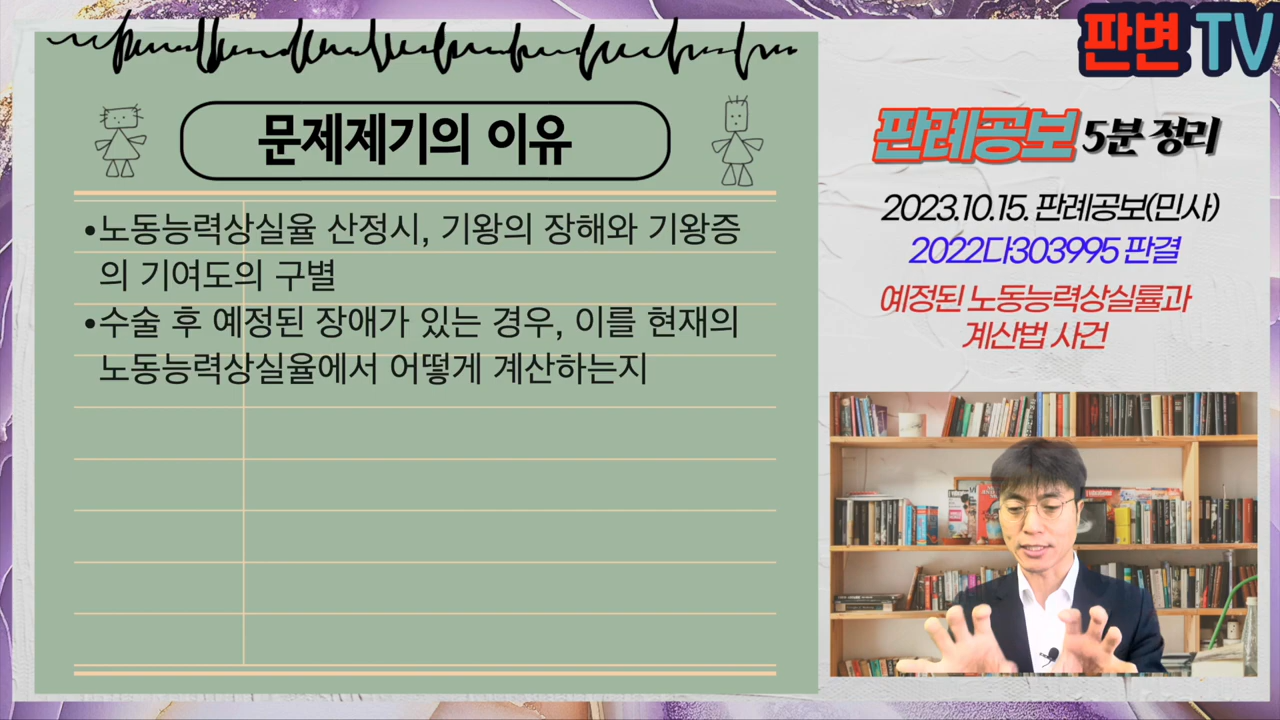 판변 TV
문제제기의 이유
•노동능력상실율 산정시, 기왕의 장해와 기왕증
의 기여도의 구별
•수술 후 예정된 장애가 있는 경우, 이를 현재의
노동능력상실율에서 어떻게 계산하는지
판례공보 5분 정리
2023.10.15. 판례공보(민사)
2022다303995 판결
예정된 노동능력상실률과
계산법 사건